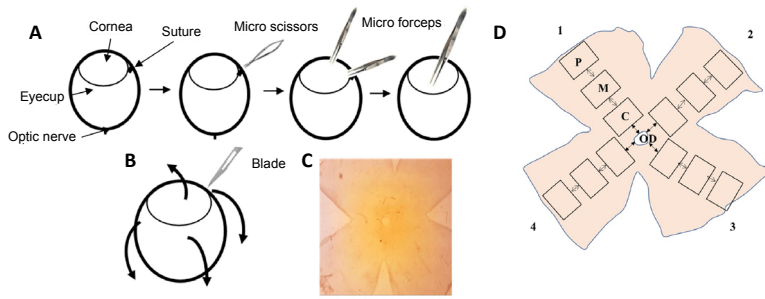 A
Cornea
Suture
Micro scissors
Micro forceps
Eyecup
Optic nerve
B
Blade
C
D
1
2
P
M
C
OD
4
3